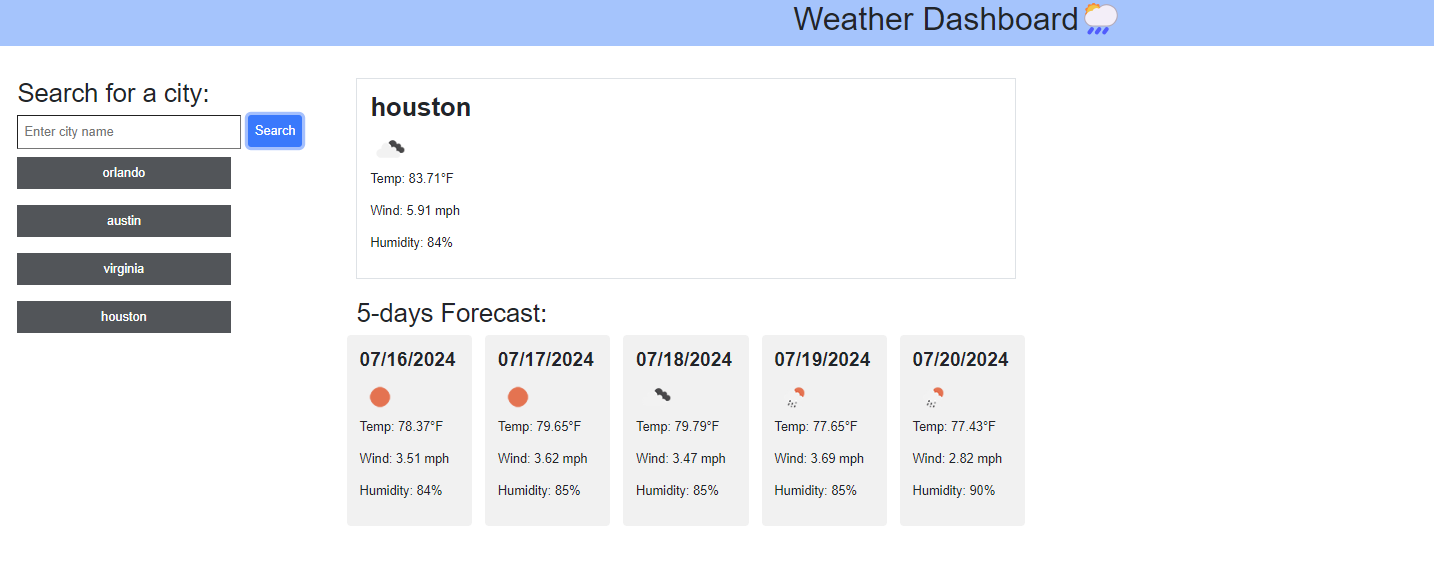 Weather Dashboard
Search for a city:
Enter city name
Search
orlando
austin
virginia
houston
houston
Temp: 83.71°F
Wind: 5.91 mph
Humidity: 84%
5-days Forecast:
07/16/2024
Temp: 78.37°F
Wind: 3.51 mph
Humidity: 84%
07/17/2024
Temp: 79.65°F
Wind: 3.62 mph
Humidity: 85%
07/18/2024
Temp: 79.79°F
Wind: 3.47 mph
Humidity: 85%
07/19/2024
Temp: 77.65°F
Wind: 3.69 mph
Humidity: 85%
07/20/2024
Temp: 77.43°F
Wind: 2.82 mph
Humidity: 90%